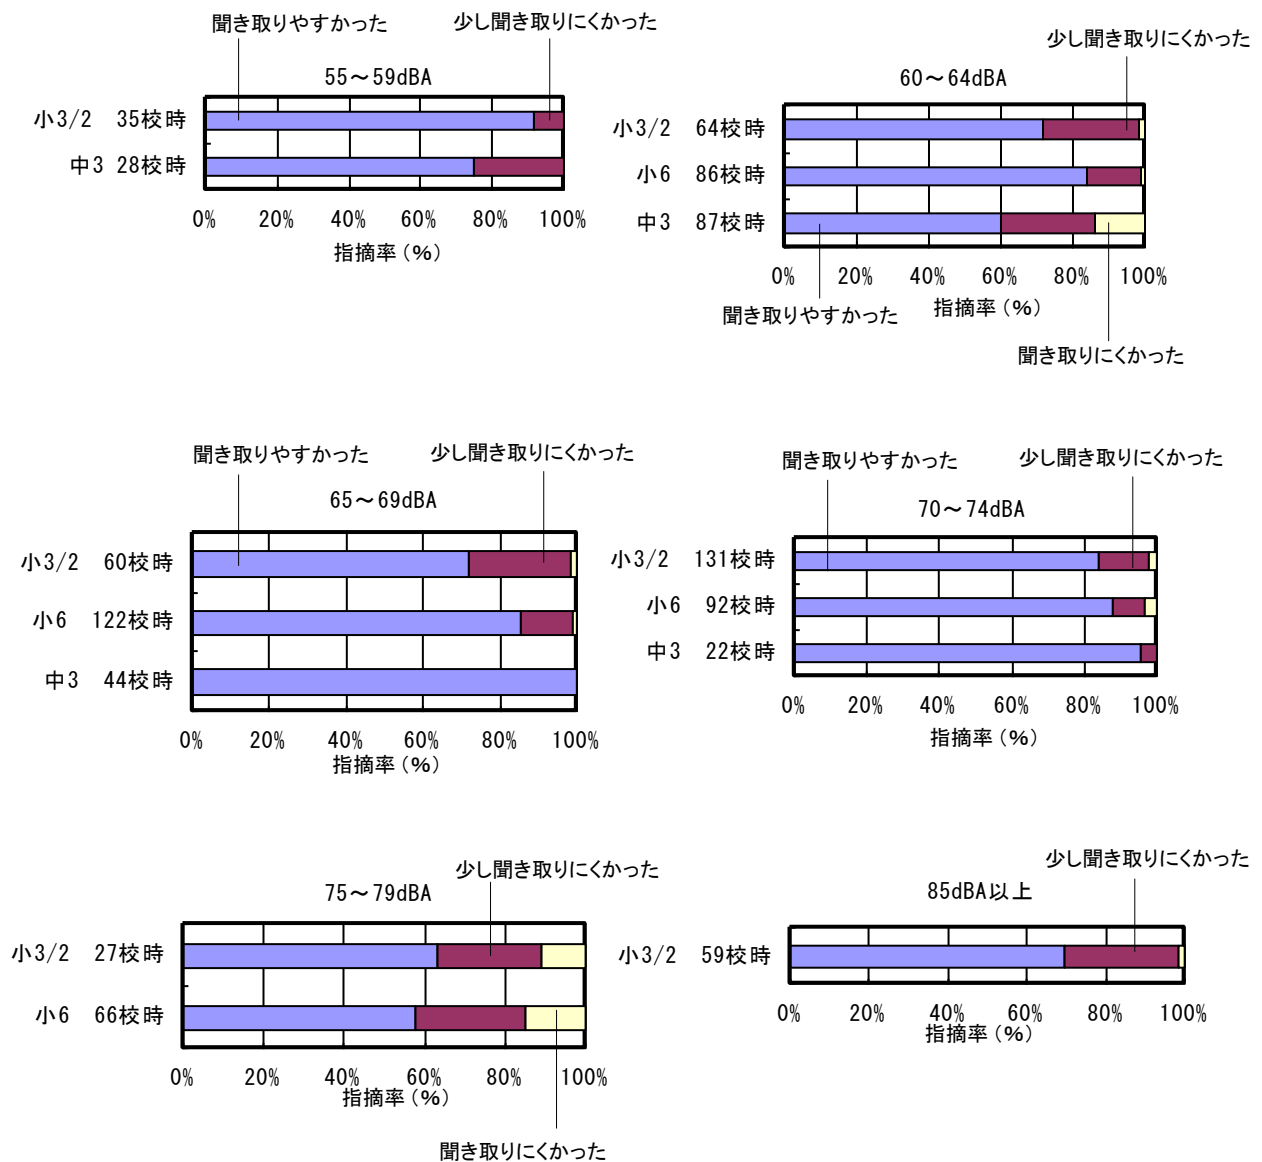 聞き取りやすかった 少し聞き取りにくかった
55～59dBA
小3/2 35校時
中3 28校時
0% 20% 40% 60% 80% 100%
指摘率(%)
少し聞き取りにくかった
60～64dBA
小3/2 64校時
小6 86校時
中3 87校時
0% 20% 40% 60% 80% 100%
聞き取りやすかった 指摘率(%)
聞き取りにくかった
聞き取りやすかった 少し聞き取りにくかった
65～69dBA
小3/2 60校時
小6 122校時
中3 44校時
0% 20% 40% 60% 80% 100%
指摘率(%)
聞き取りやすかった 少し聞き取りにくかった
70～74dBA
小3/2 131校時
小6 92校時
中3 22校時
0% 20% 40% 60% 80% 100%
指摘率(%)
少し聞き取りにくかった
75～79dBA
小3/2 27校時
小6 66校時
0% 20% 40% 60% 80% 100%
指摘率(%)
聞き取りにくかった
少し聞き取りにくかった
85dBA以上
小3/2 59校時
0% 20% 40% 60% 80% 100%
指摘率(%)